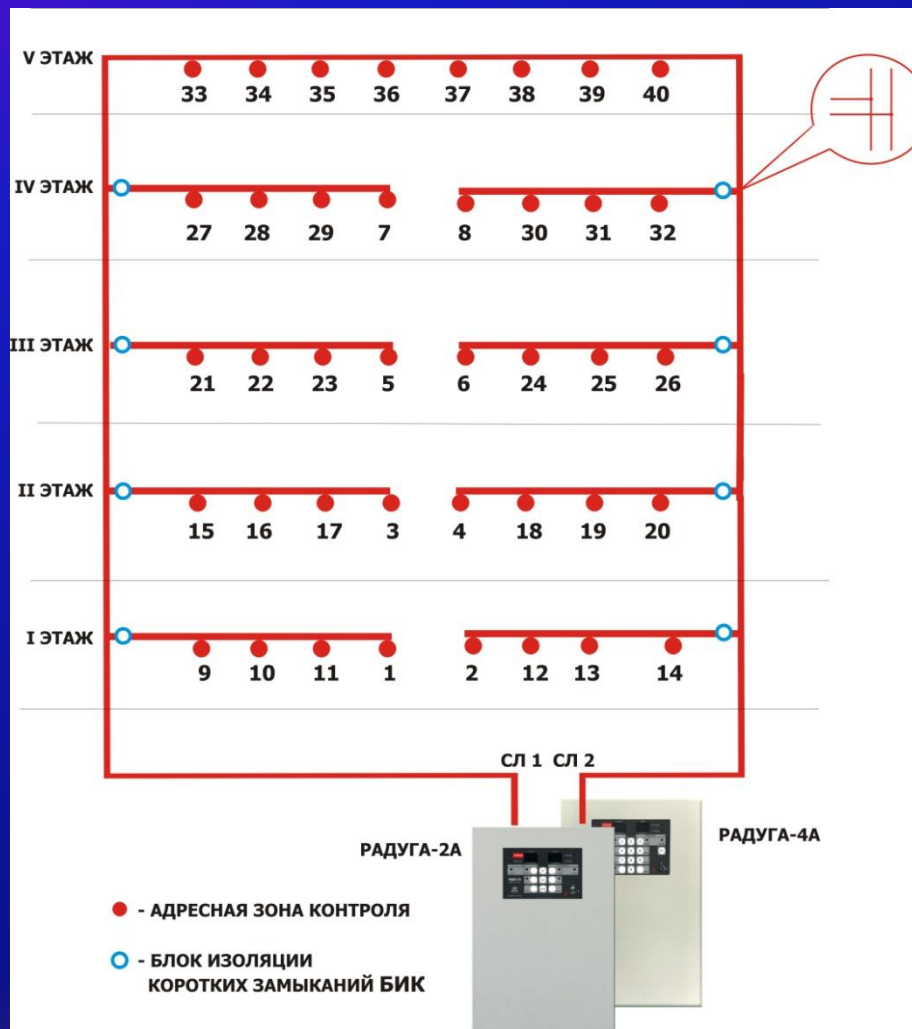 V ЭТАЖ
33 34 35 36 37 38 39 40
IV ЭТАЖ
27 28 29 7 8 30 31 32
III ЭТАЖ
21 22 23 5 6 24 25 26
II ЭТАЖ
15 16 17 3 4 18 19 20
I ЭТАЖ
9 10 11 1 2 12 13 14
СЛ 1 СЛ 2
РАДУГА-2А
РАДУГА-4А
- АДРЕСНАЯ ЗОНА КОНТРОЛЯ
- БЛОК ИЗОЛЯЦИИ
КОРОТКИХ ЗАМЫКАНИЙ БИК